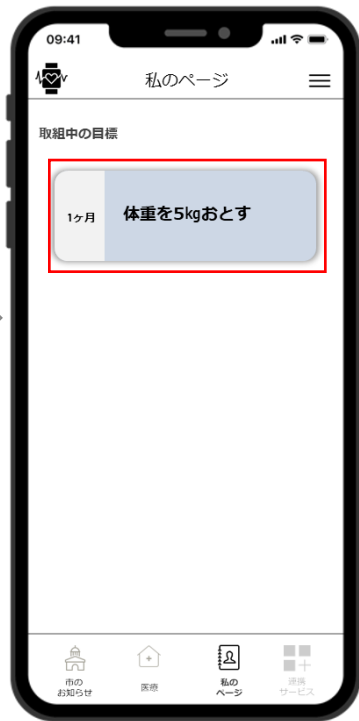 09:41
私のページ
取組中の目標
1ヶ月
体重を5kgおとす
市の
お知らせ
医療
私の
ページ
連携
サービス